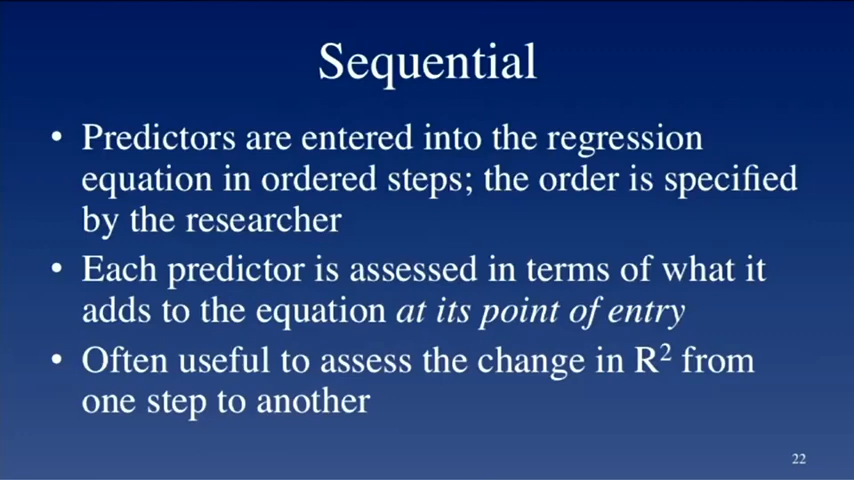 Sequential
• Predictors are entered into the regression
equation in ordered steps; the order is specified
by the researcher
• Each predictor is assessed in terms of what it
adds to the equation at its point of entry
• Often useful to assess the change in R² from
one step to another
22